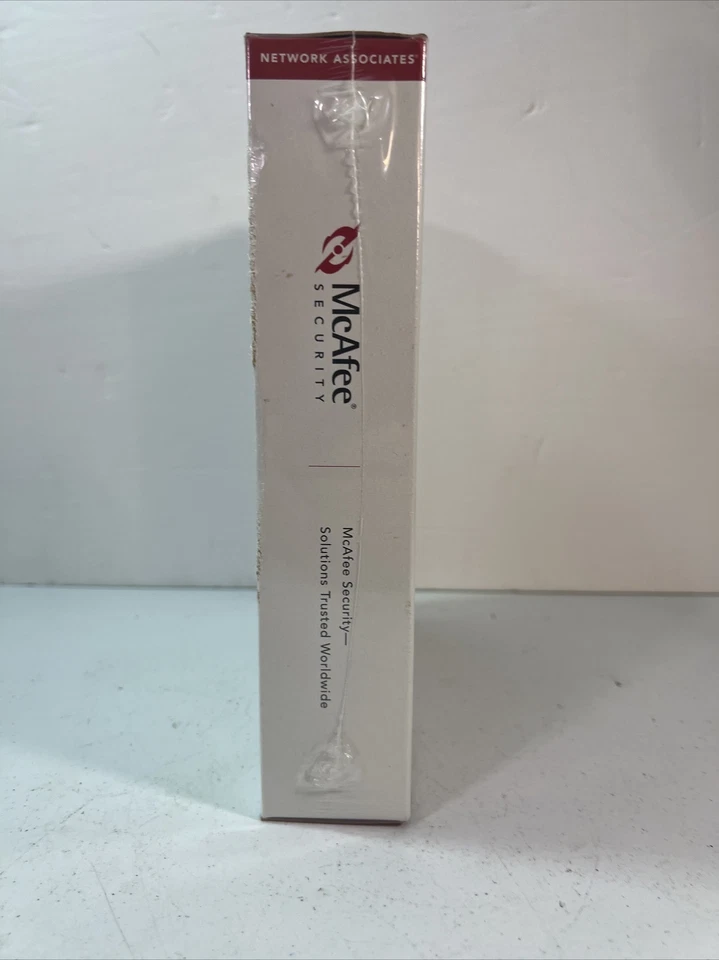 NETWORK ASSOCIATES
McAfee®
SECURITY
McAfee Security—
Solutions Trusted Worldwide